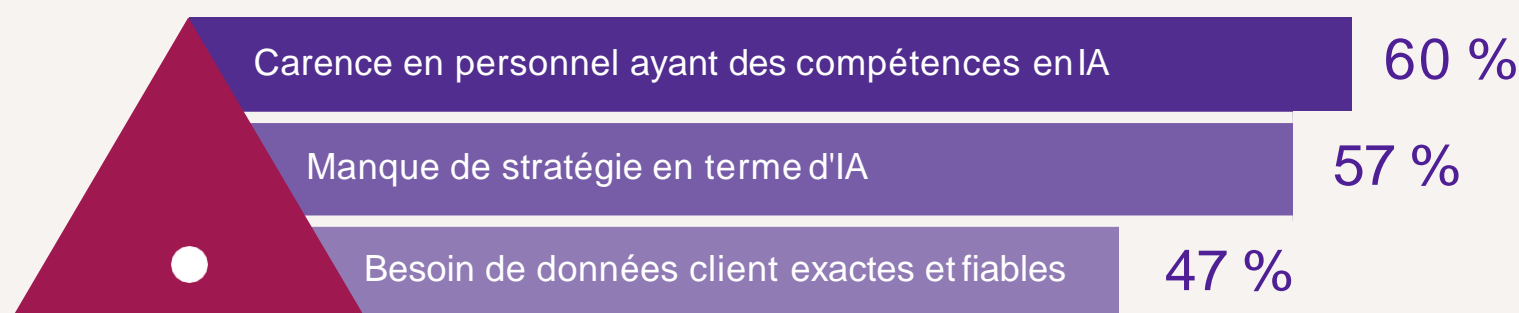 Carence en personnel ayant des compétences en IA 60 %
Manque de stratégie en terme d'IA 57 %
Besoin de données client exactes et fiables 47 %